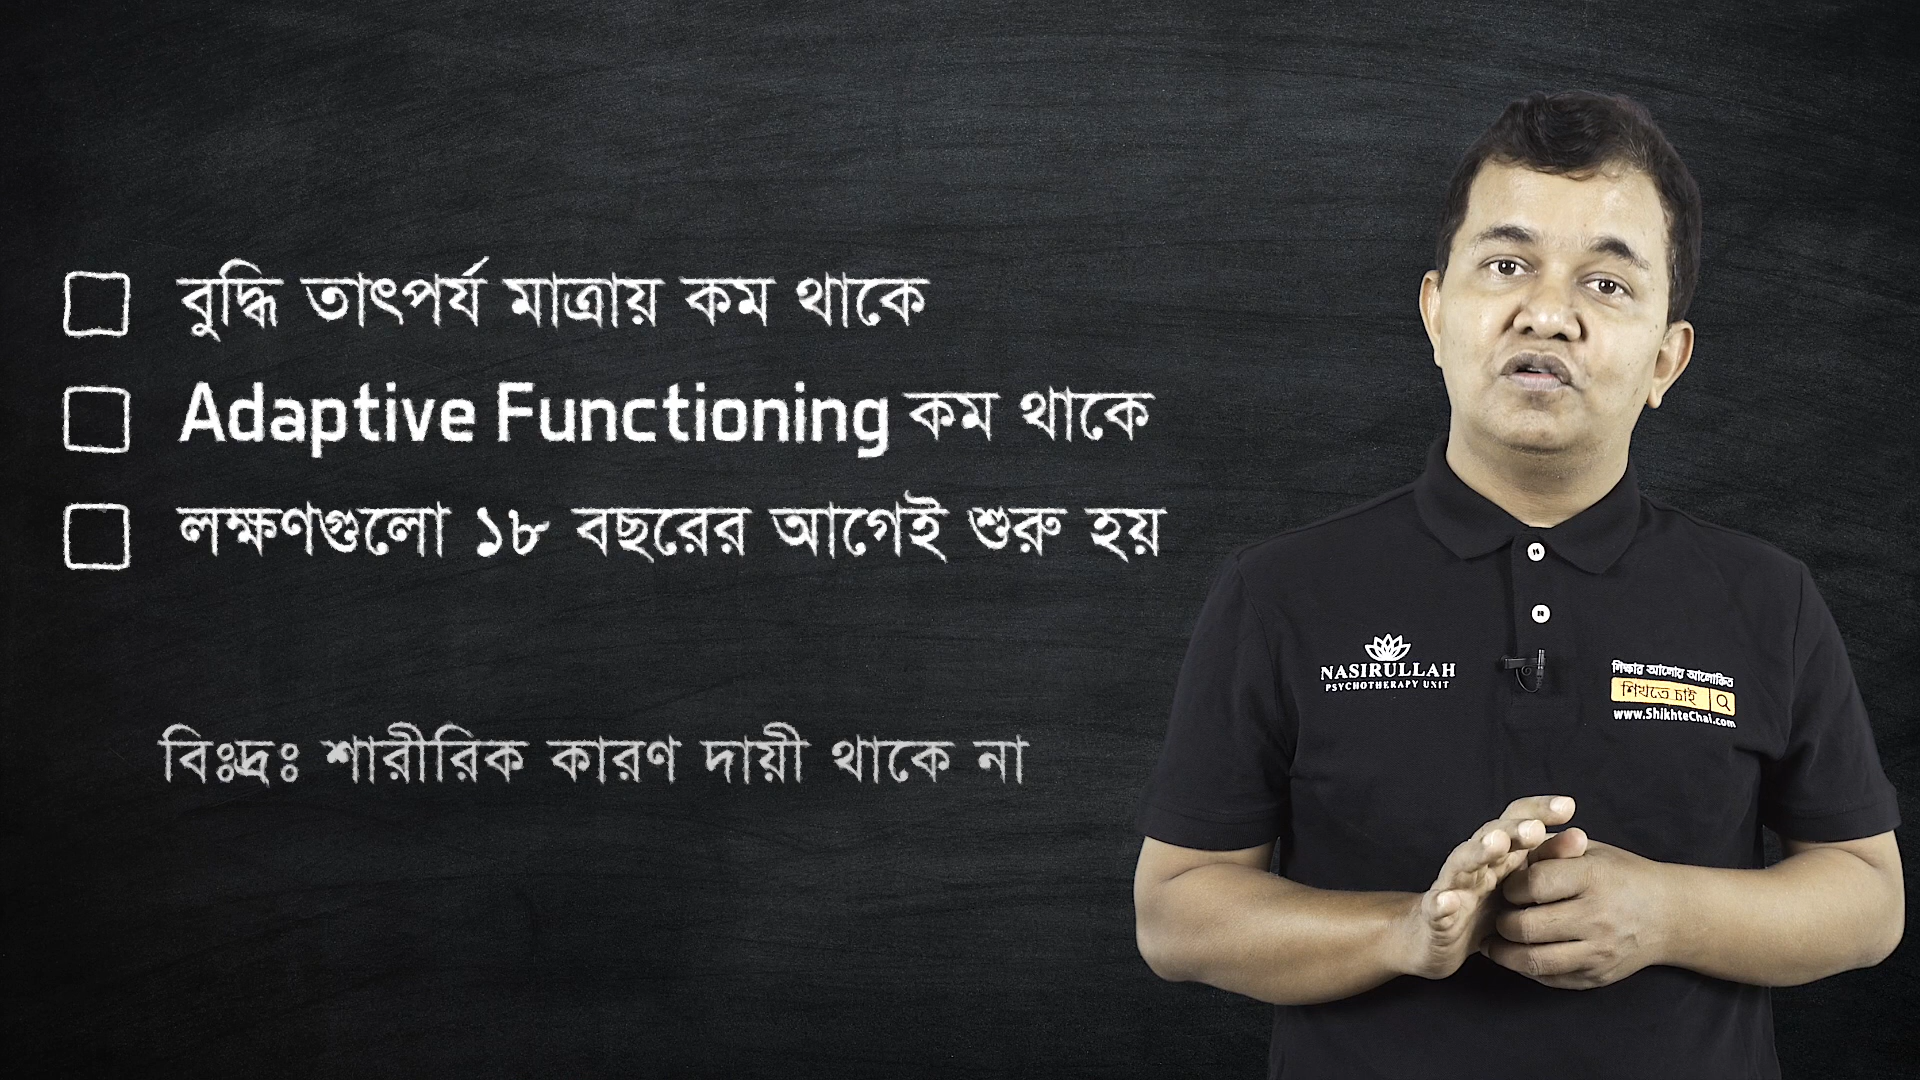 বুদ্ধি তাৎপর্য মাত্রায় কম থাকে
Adaptive Functioning কম থাকে
লক্ষণগুলো ১৮ বছরের আগেই শুরু হয়
বিঃদ্রঃ শারীরিক কারণ দায়ী থাকে না
NASIRULLAH
PSYCHOTHERAPY UNIT
শিক্ষার আলোয় আলোকিত
শিখতে চাই
www.ShikhteChai.com